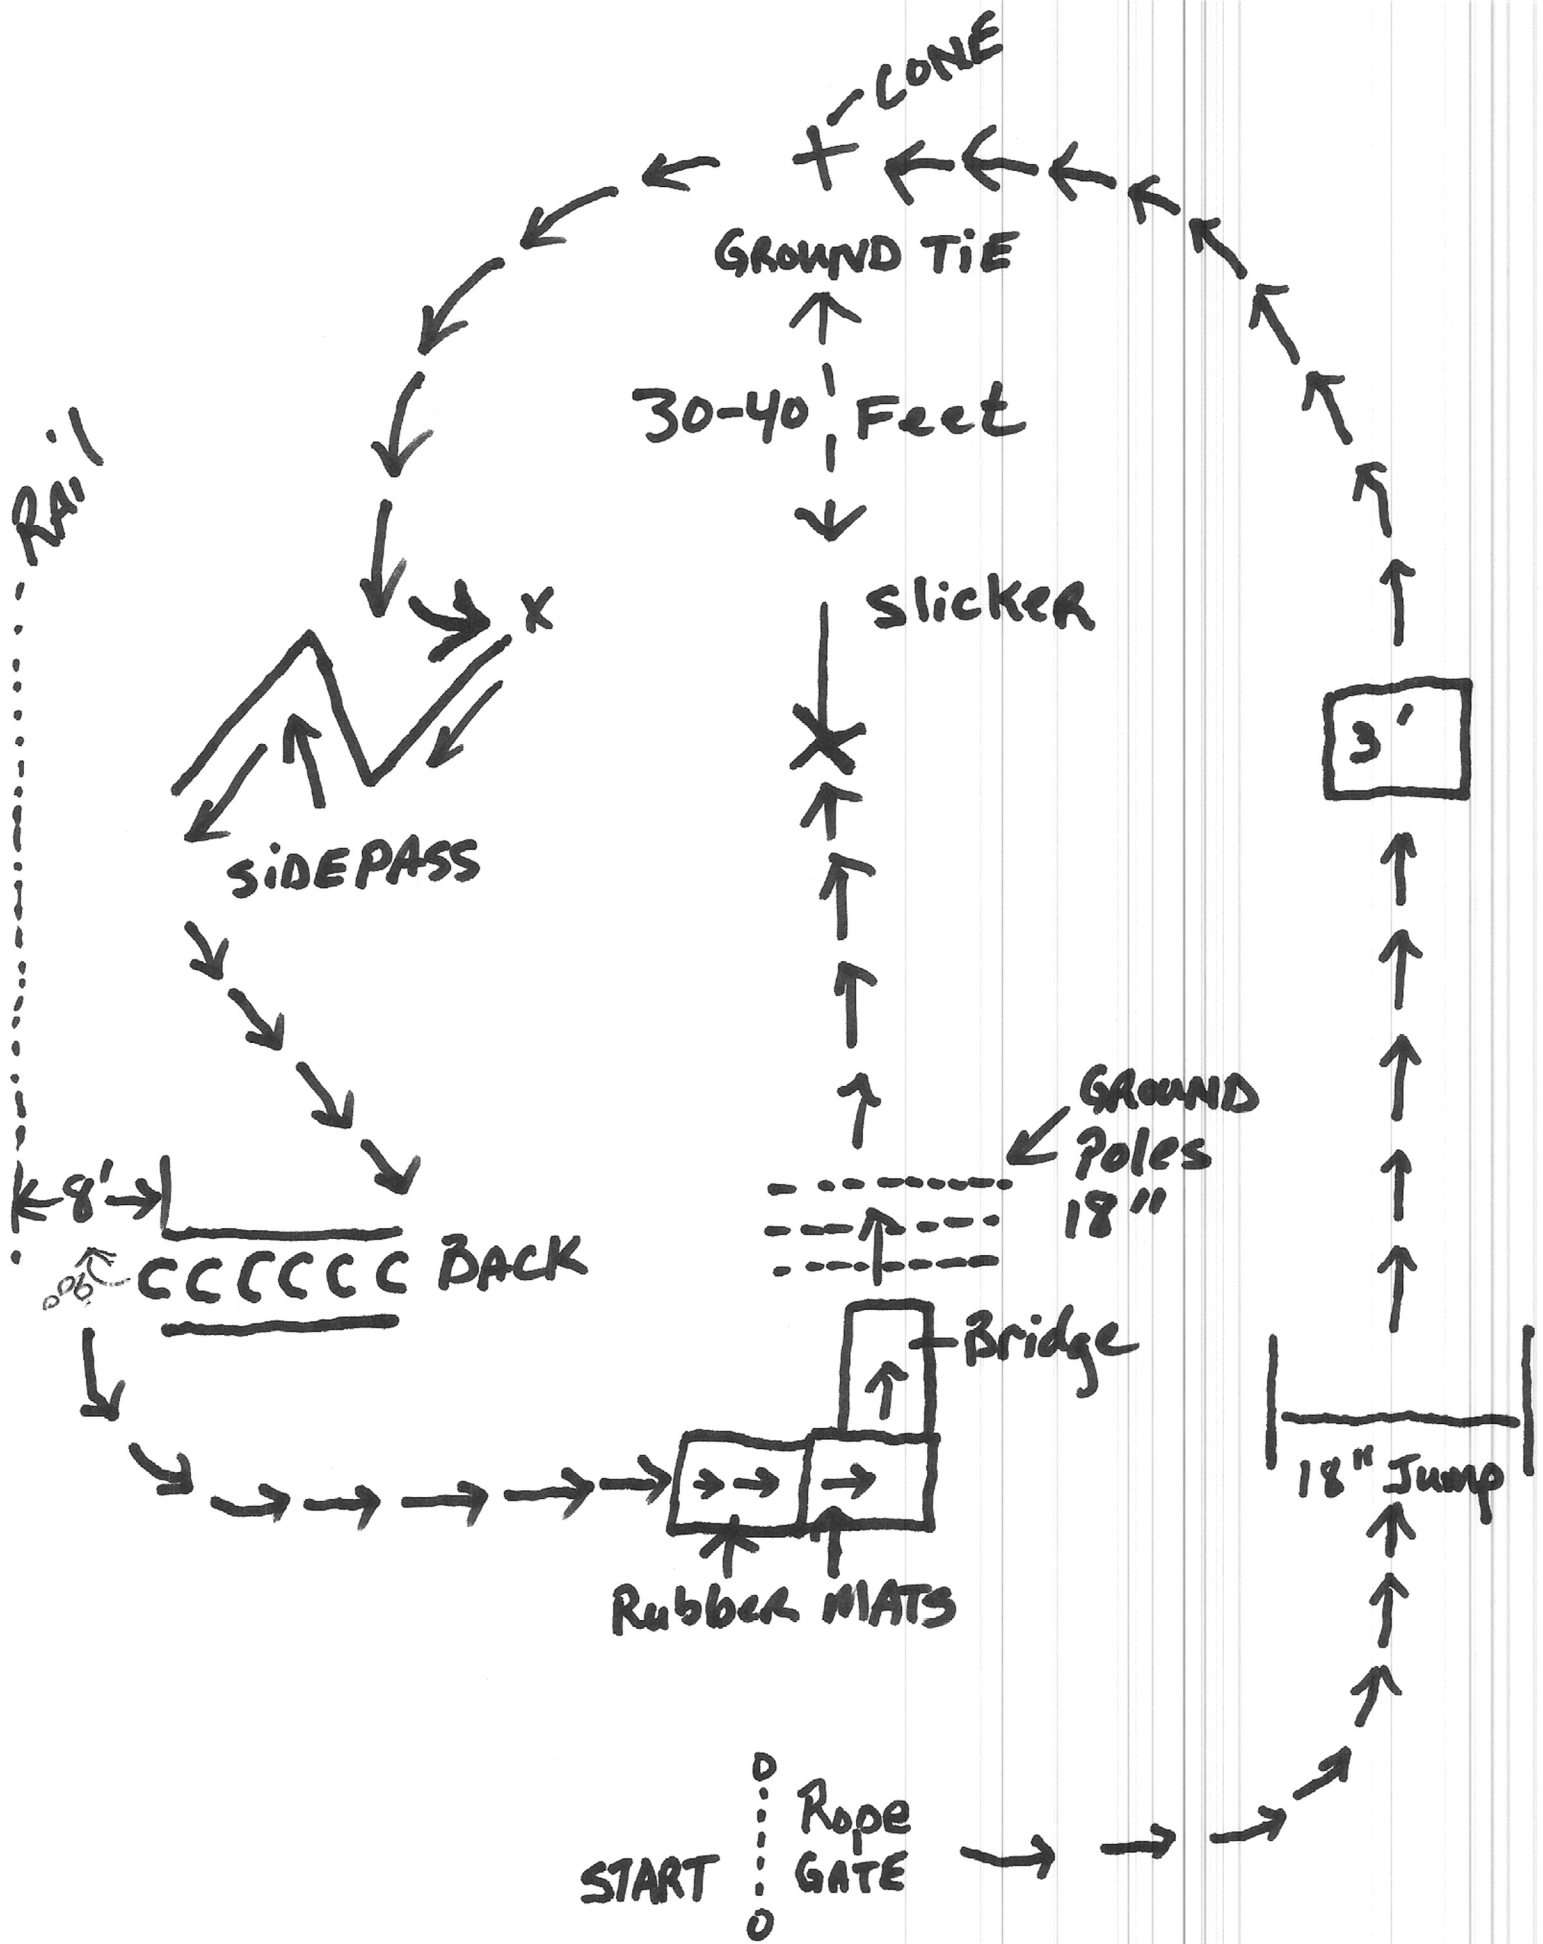 CONE
GROUND TiE
30-40 Feet
RAil
Slicker
X
3'
SiDEPASS
GROUND
Poles
18"
8'
CCCCCC BACK
Bridge
18" Jump
Rubber MATS
Rope
START GATE